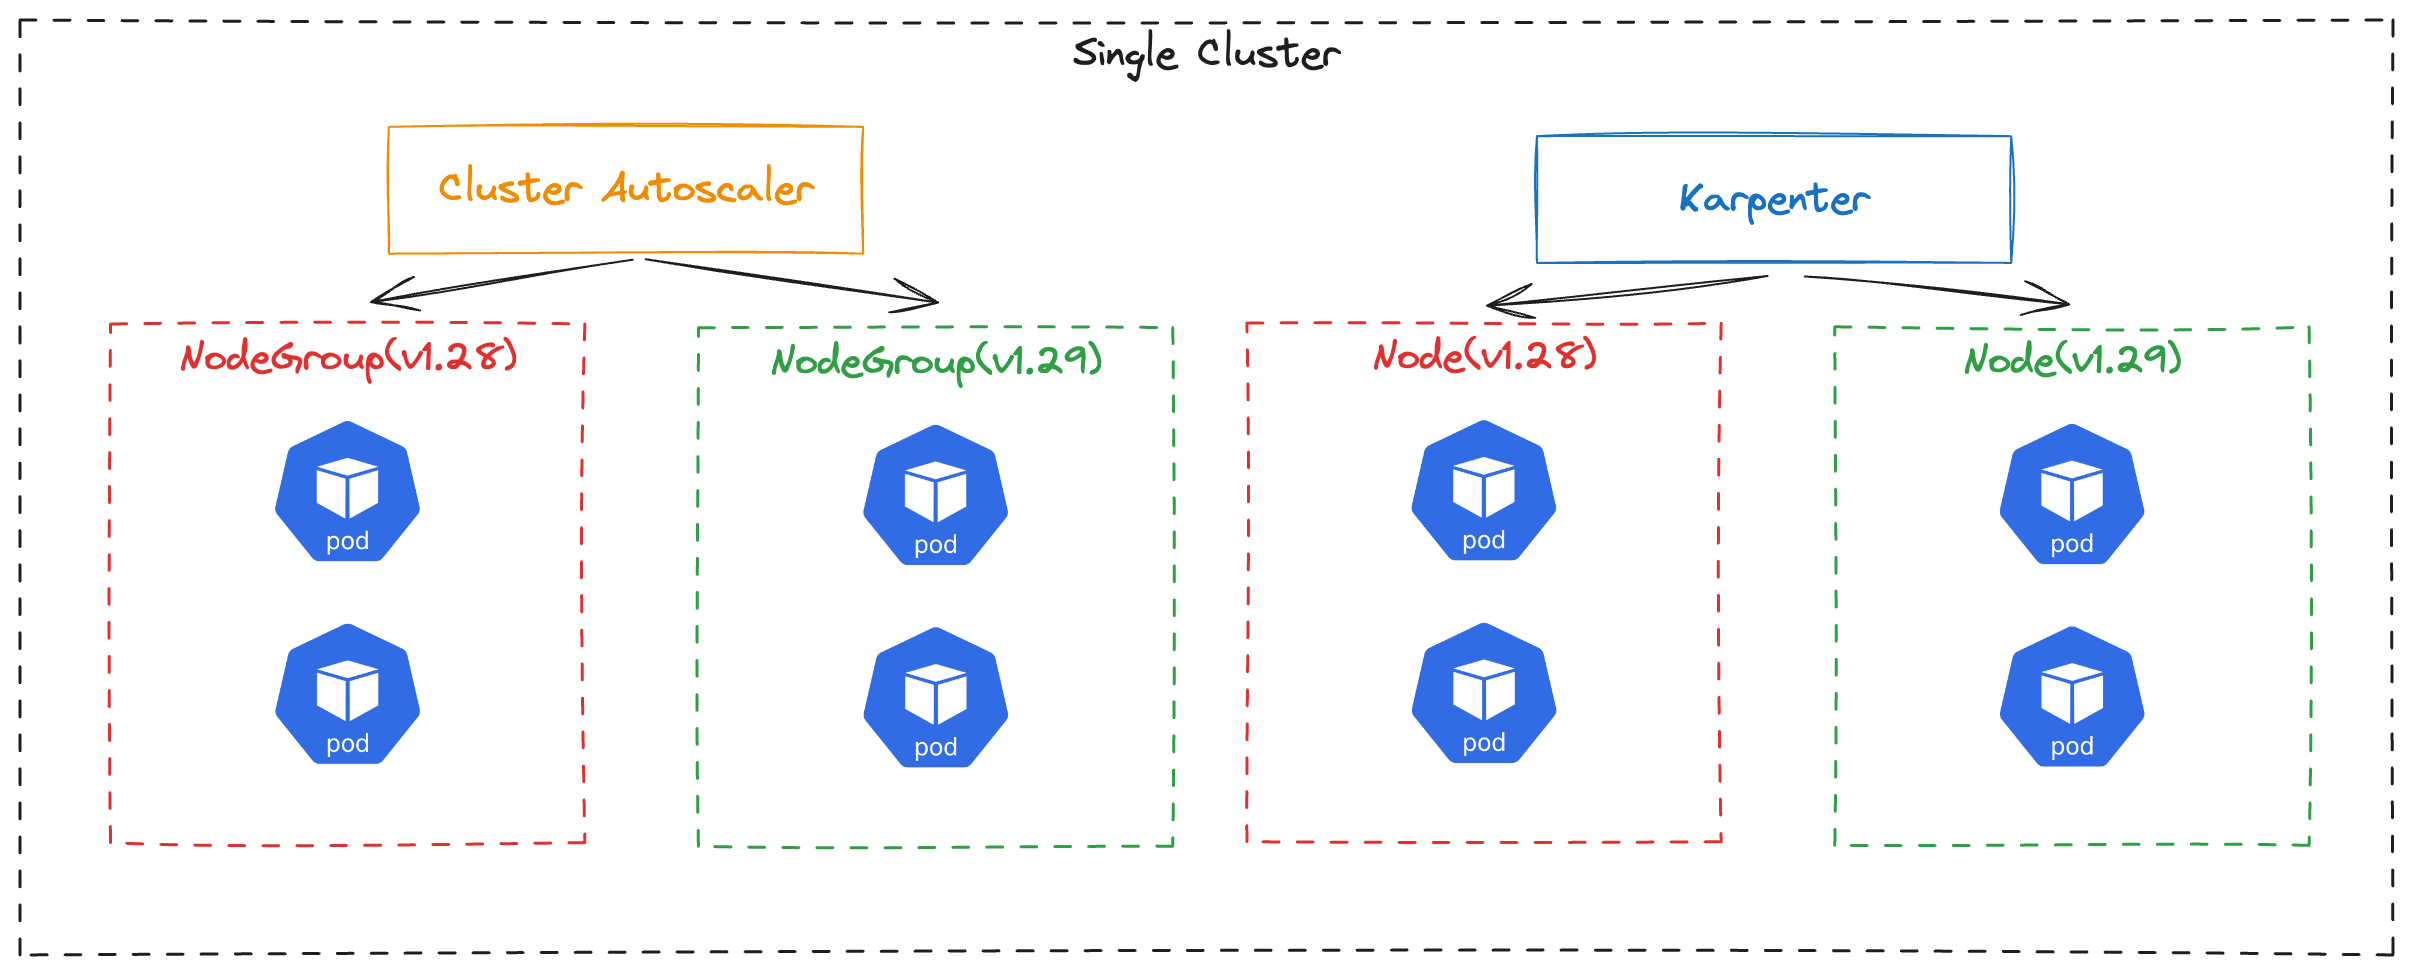 Single Cluster
Cluster Autoscaler
Karpenter
NodeGroup(v1.28)
NodeGroup(v1.29)
Node(v1.28)
Node(v1.29)
pod
pod
pod
pod
pod
pod
pod
pod